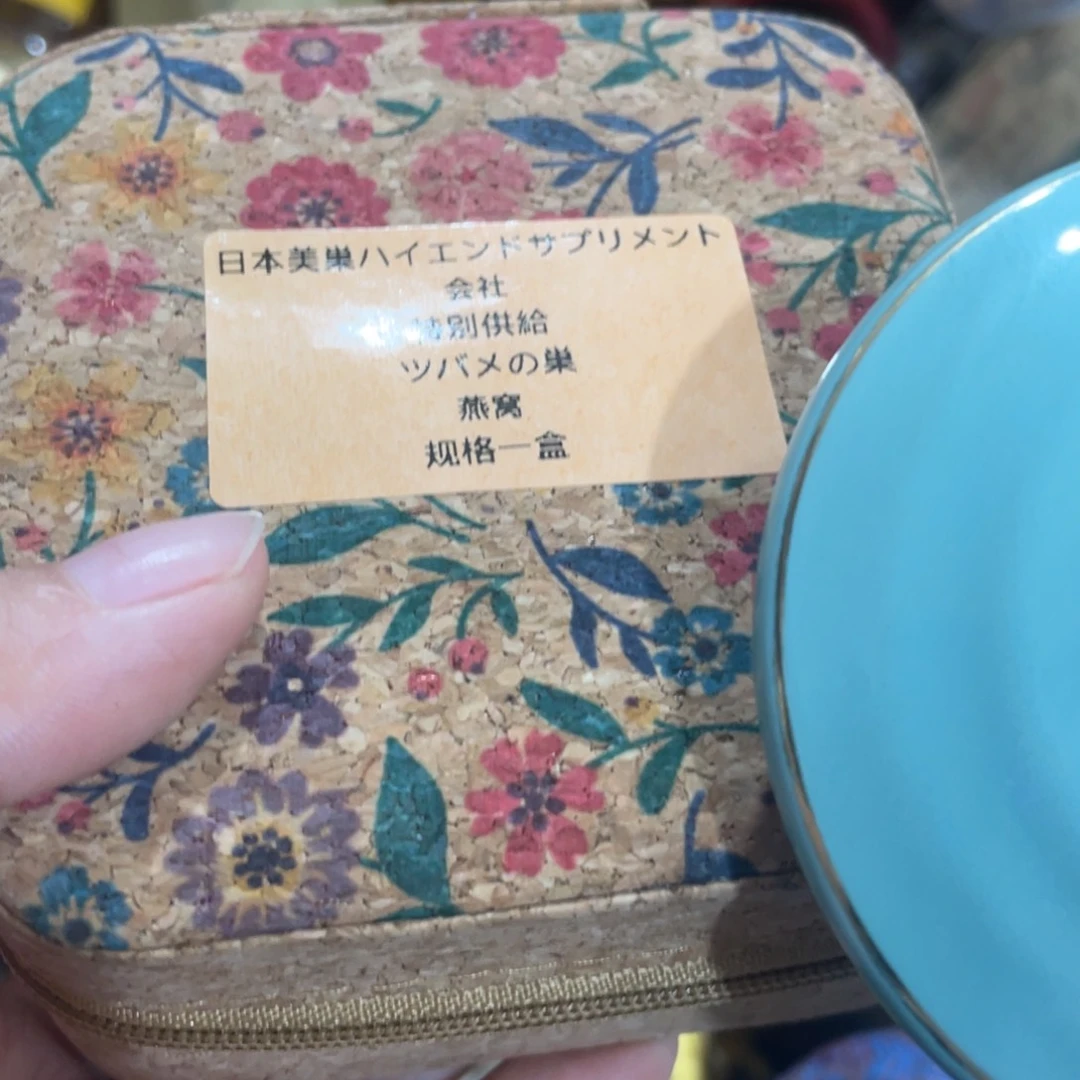 日本美巣ハイエンドサプリメント
会社
特別供給
ツバメの巣
燕窝
规格一盒